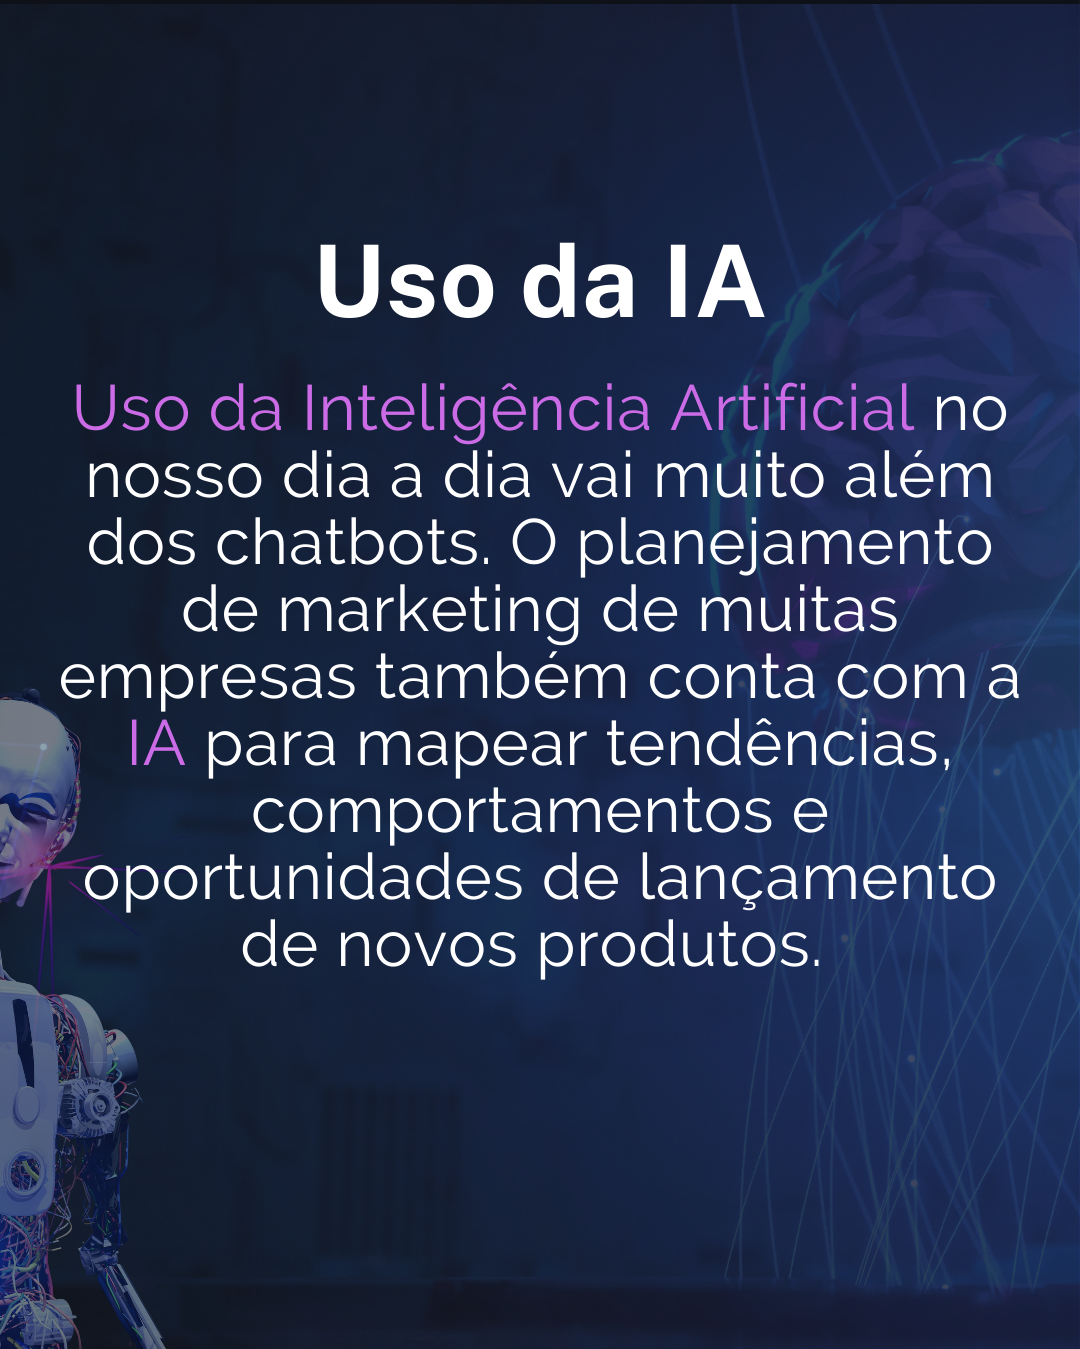 Uso da IA
Uso da Inteligência Artificial no
nosso dia a dia vai muito além
dos chatbots. O planejamento
de marketing de muitas
empresas também conta com a
IA para mapear tendências,
comportamentos e
oportunidades de lançamento
de novos produtos.